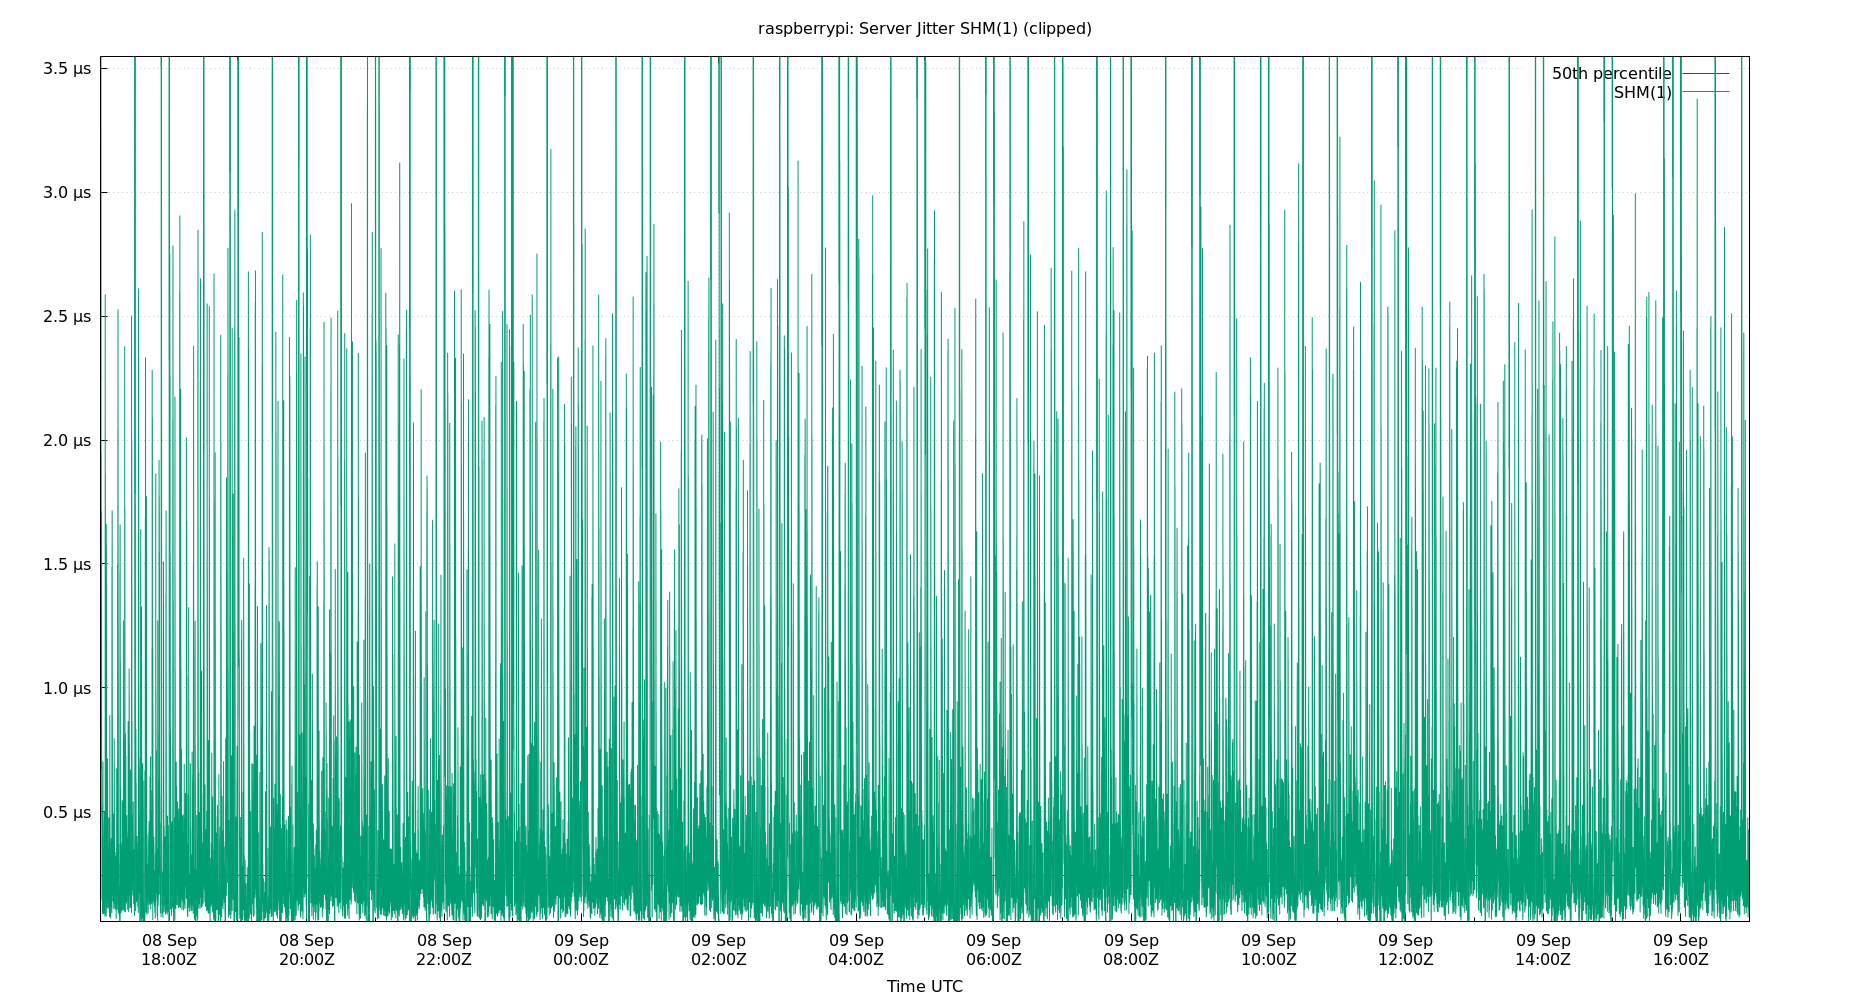 raspberrypi: Server Jitter SHM(1) (clipped)
3.5 μs
50th percentile
SHM(1)
3.0 μs
2.5 μs
2.0 μs
1.5 μs
1.0 μs
0.5 μs
08 Sep 08 Sep 08 Sep 09 Sep 09 Sep 09 Sep 09 Sep 09 Sep 09 Sep 09 Sep 09 Sep 09 Sep
18:00Z 20:00Z 22:00Z 00:00Z 02:00Z 04:00Z 06:00Z 08:00Z 10:00Z 12:00Z 14:00Z 16:00Z
Time UTC